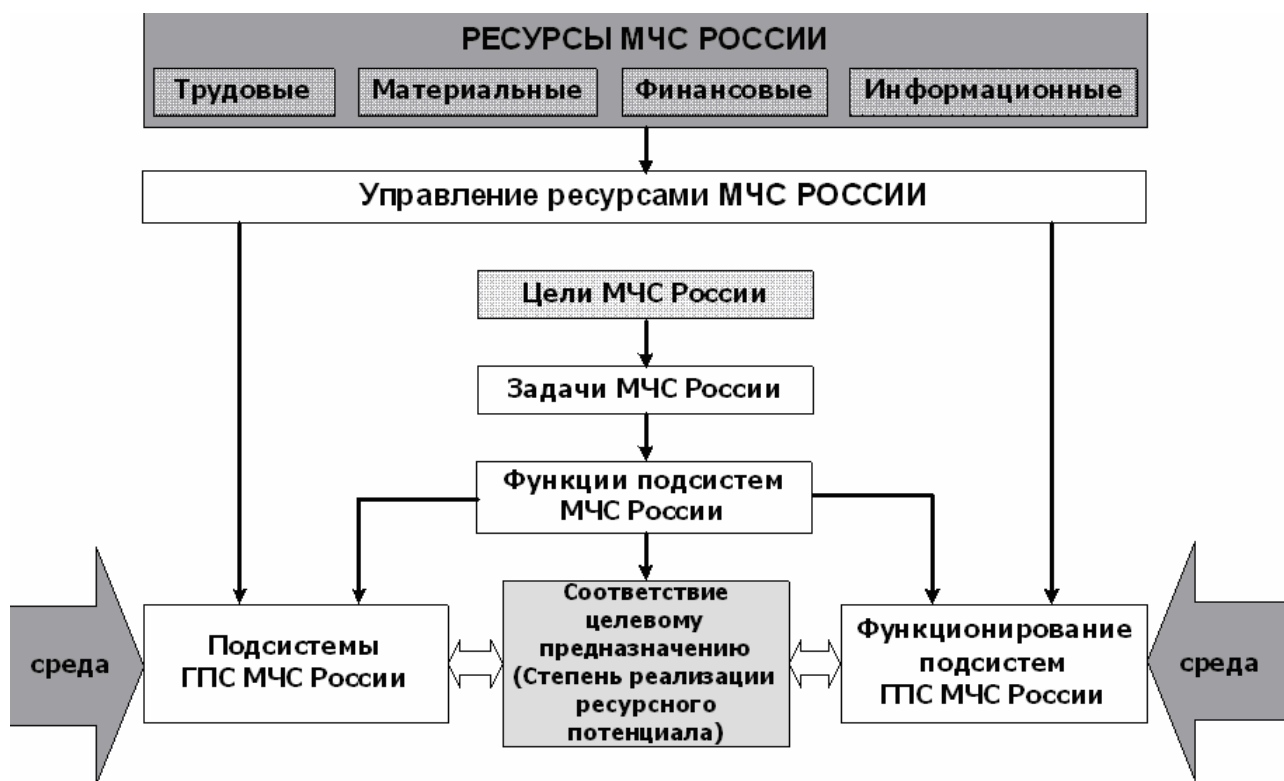 РЕСУРСЫ МЧС РОССИИ
Трудовые
Материальные
Финансовые
Информационные
Управление ресурсами МЧС РОССИИ
Цели МЧС России
Задачи МЧС России
Функции подсистем
МЧС России
среда
Подсистемы
ГПС МЧС России
Соответствие
целевому
предназначению
(Степень реализации
ресурсного
потенциала)
Функционирование
подсистем
ГПС МЧС России
среда